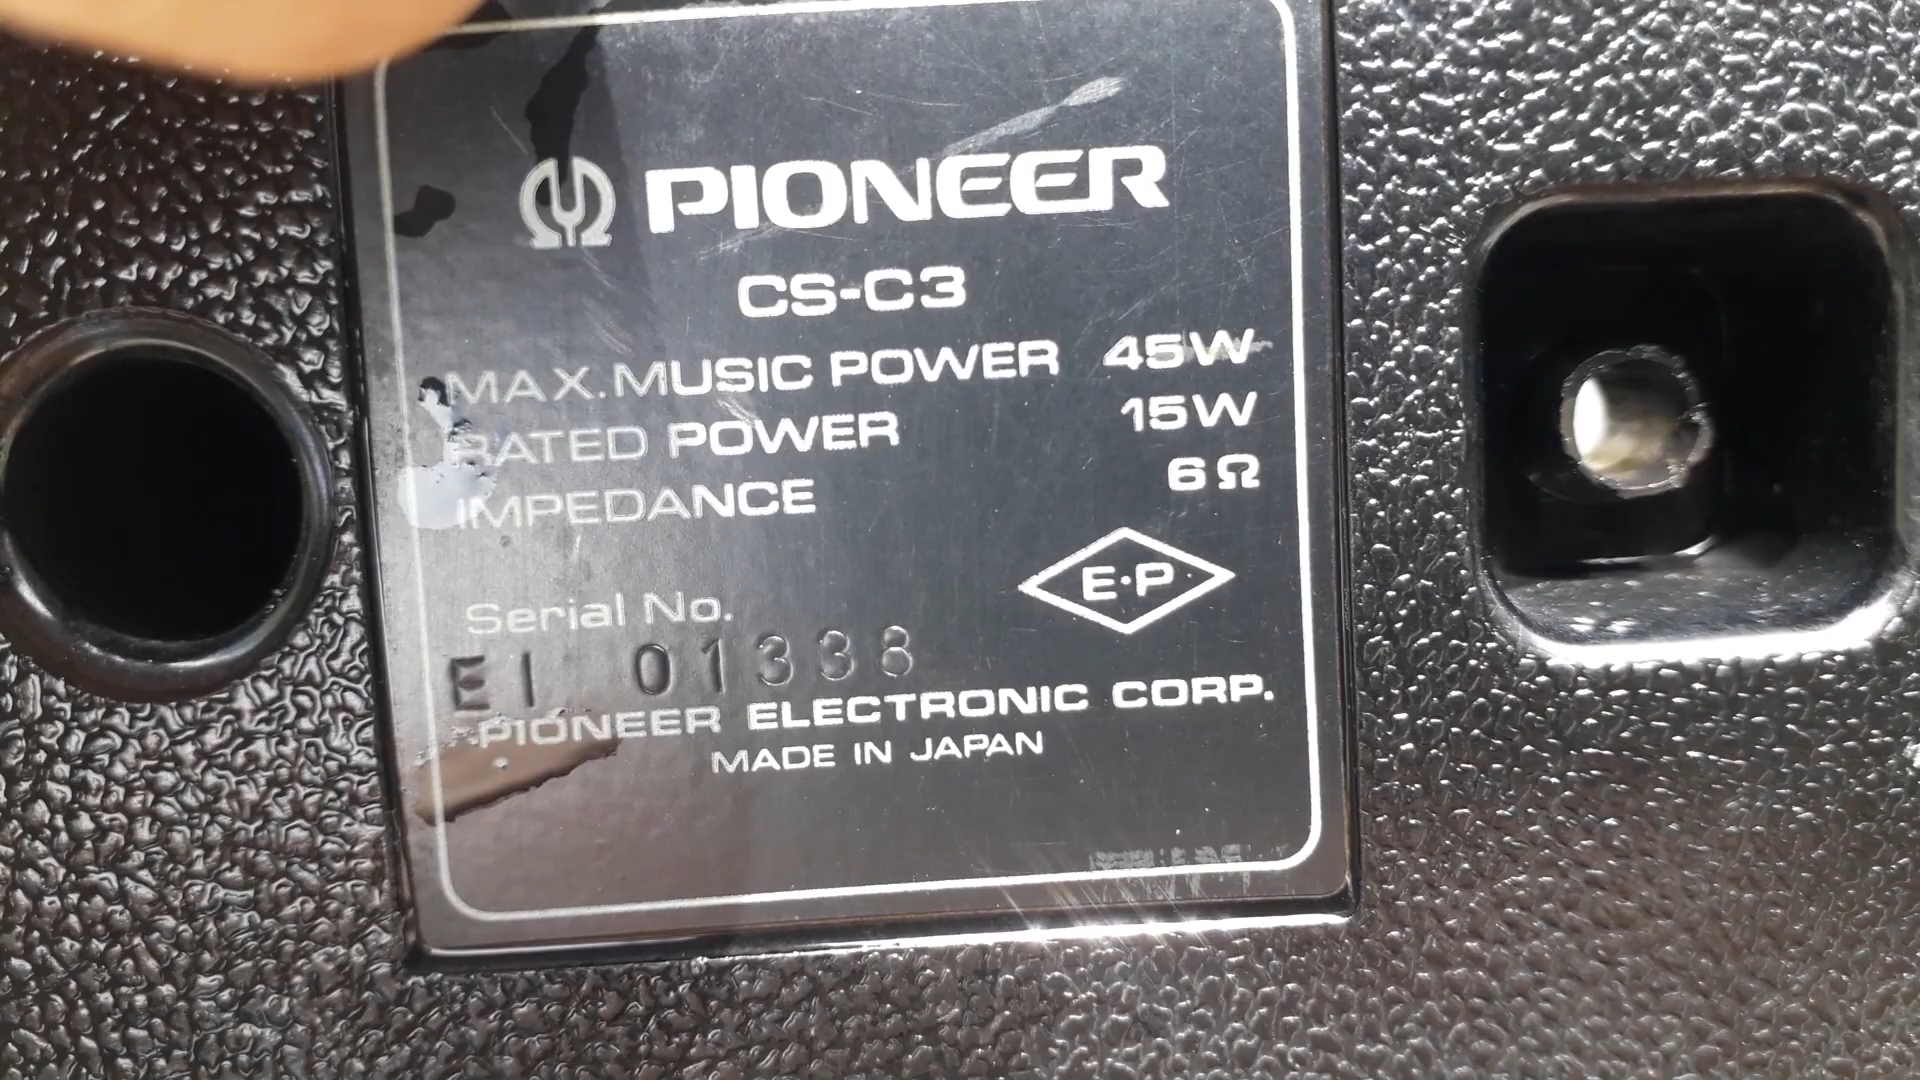 PIONEER
CS-C3
MAX. MUSIC POWER 45W
RATED POWER 15W
IMPEDANCE 6Ω
E·P
Serial No.
EI 01338
PIONEER ELECTRONIC CORP.
MADE IN JAPAN